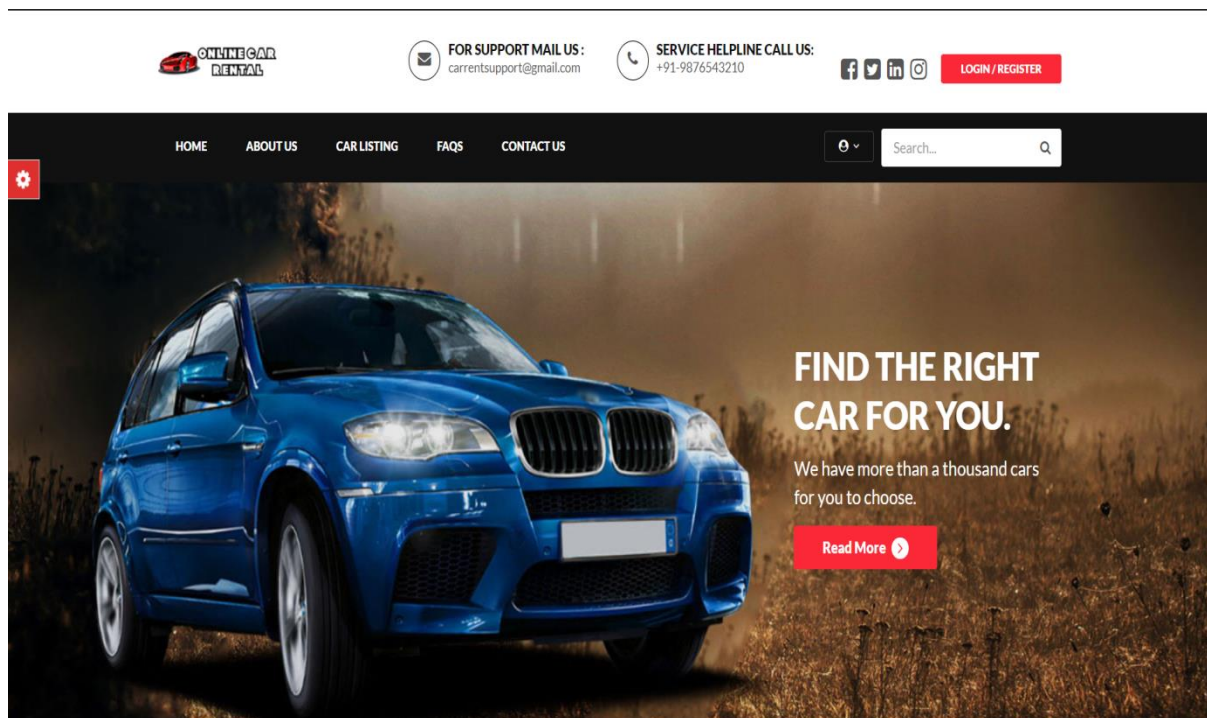 ONLINE CAR
RENTAL
FOR SUPPORT MAIL US :
carrentsupport@gmail.com
SERVICE HELPLINE CALL US:
+91-9876543210
LOGIN / REGISTER
HOME ABOUT US CAR LISTING FAQS CONTACT US
Search...
FIND THE RIGHT
CAR FOR YOU.
We have more than a thousand cars
for you to choose.
Read More